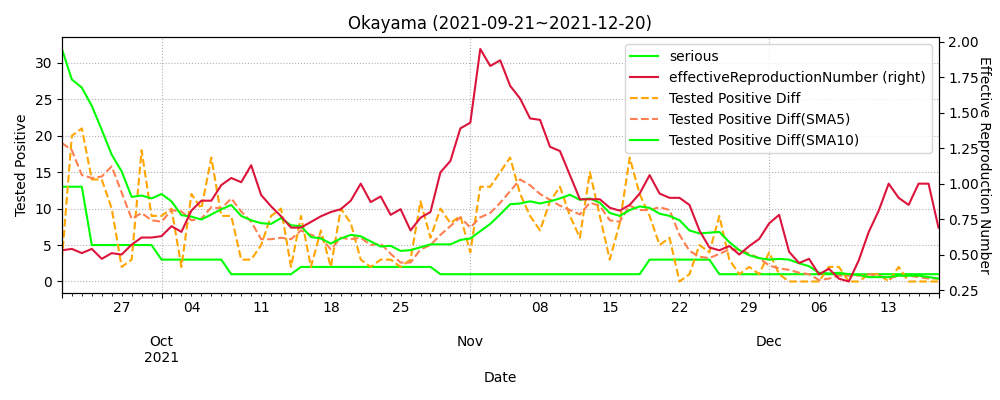 Okayama (2021-09-21~2021-12-20)
serious
effectiveReproductionNumber (right)
Tested Positive Diff
Tested Positive Diff(SMA5)
Tested Positive Diff(SMA10)
Tested Positive
30
25
20
15
10
5
0
2.00
1.75
1.50
1.25
1.00
0.75
0.50
0.25
Effective Reproduction Number
27 04 11 18 25 08 15 22 29 06 13
Oct Nov Dec
2021
Date